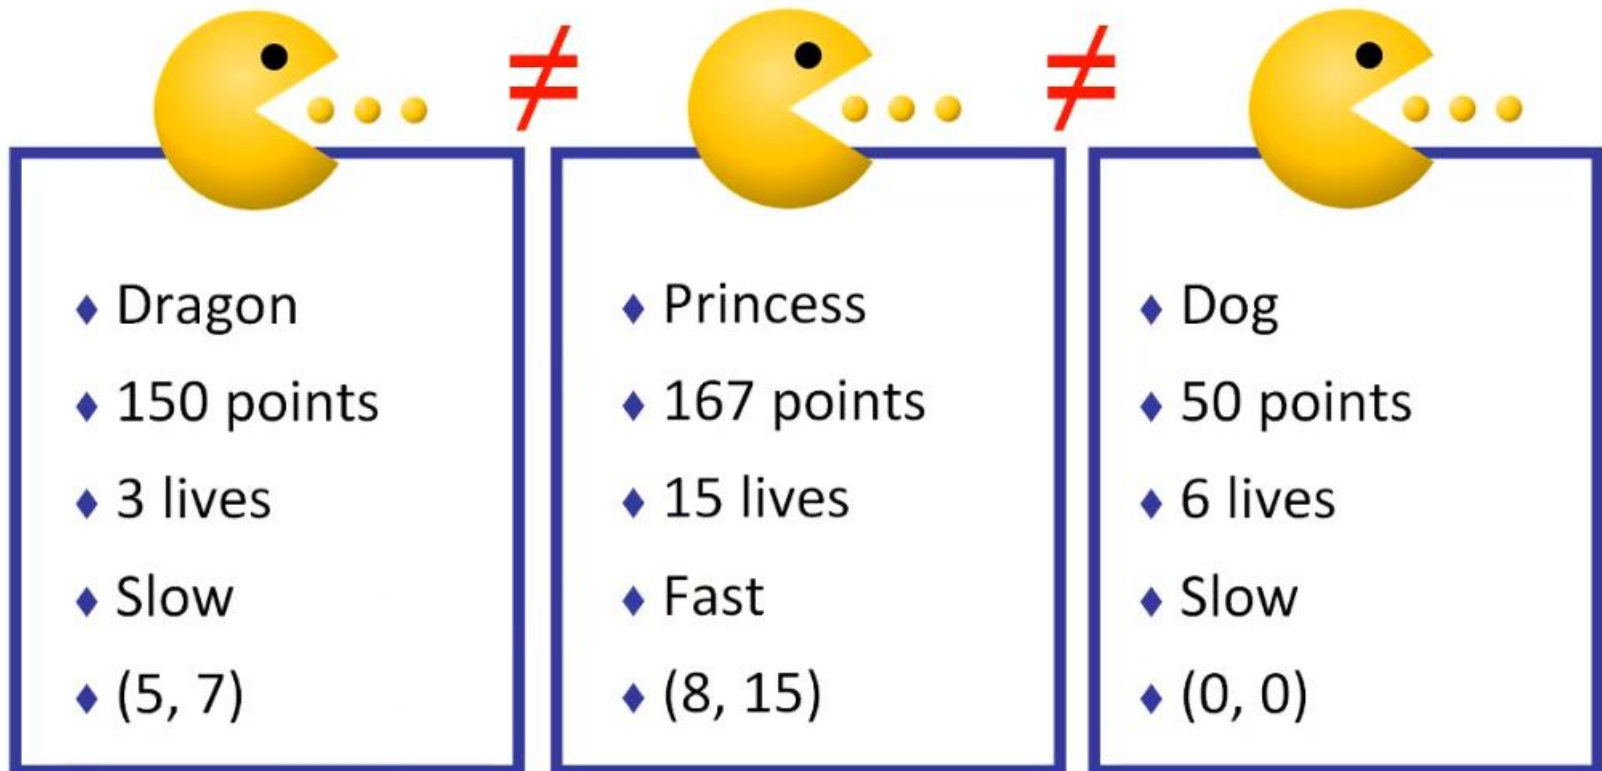 ≠ ≠
♦ Dragon
♦ 150 points
♦ 3 lives
♦ Slow
♦ (5, 7)
♦ Princess
♦ 167 points
♦ 15 lives
♦ Fast
♦ (8, 15)
♦ Dog
♦ 50 points
♦ 6 lives
♦ Slow
♦ (0, 0)